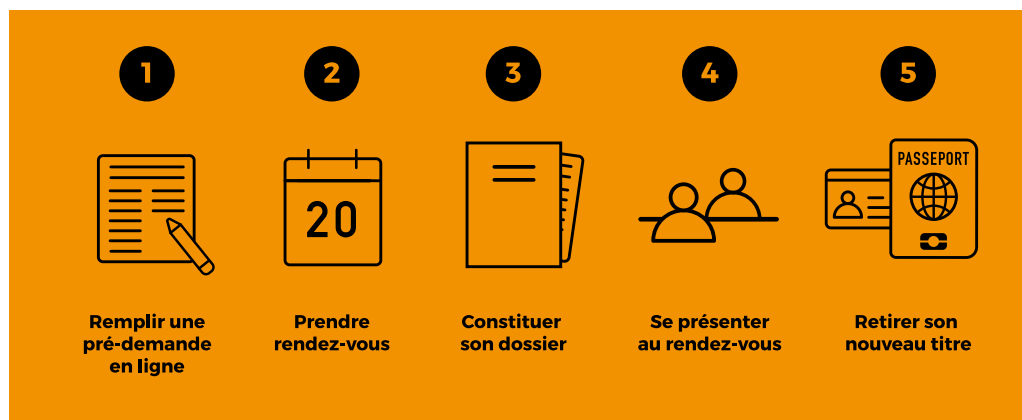 1
2
3
4
5
20
PASSEPORT
Remplir une
pré-demande
en ligne
Prendre
rendez-vous
Constituer
son dossier
Se présenter
au rendez-vous
Retirer son
nouveau titre